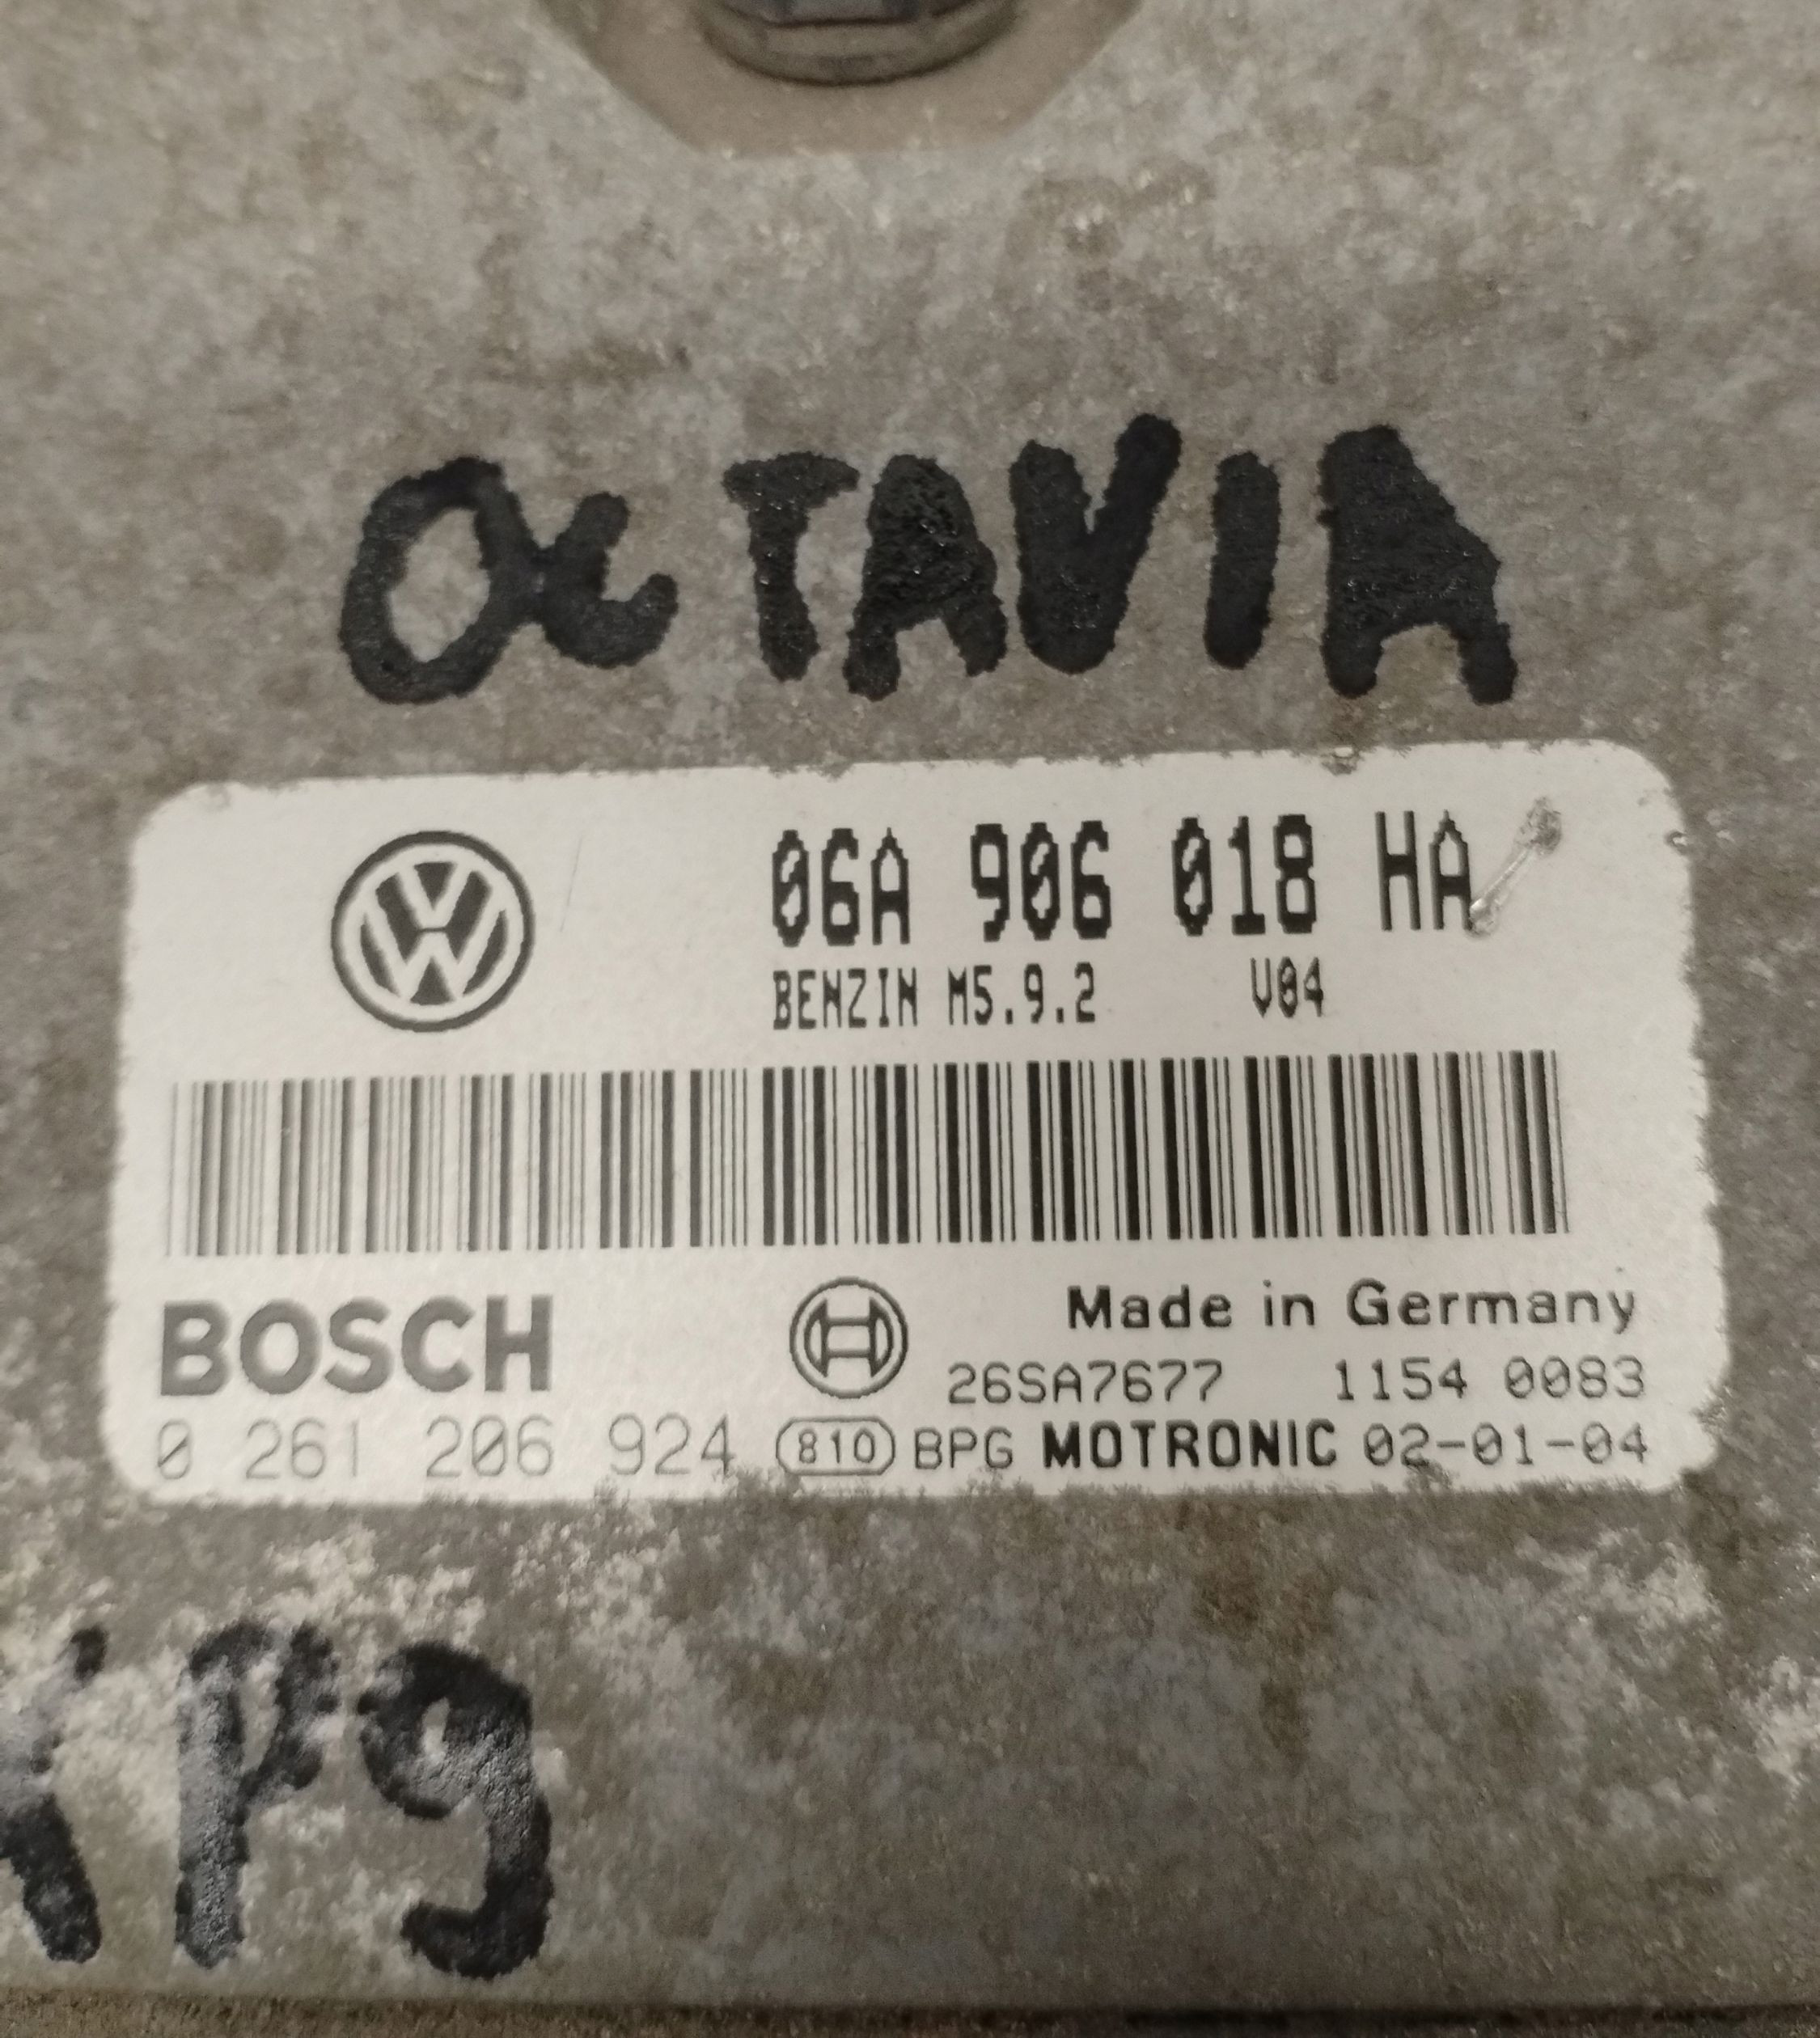 OcTAVIA
06A 906 018 HA
BENZIN M5.9.2 V04
BOSCH
Made in Germany
26SA7677 1154 0083
0 261 206 924 810 BPG MOTRONIC 02-01-04